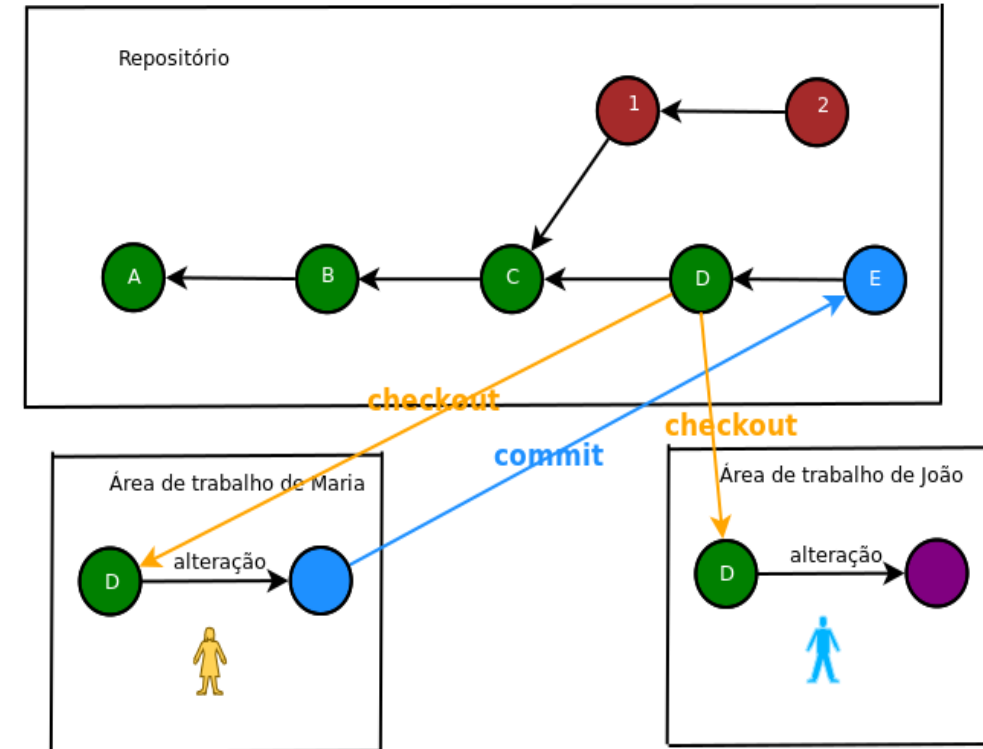 Repositório
1
2
A
B
C
D
E
checkout
checkout
commit
Área de trabalho de Maria
D
alteração
Área de trabalho de João
D
alteração